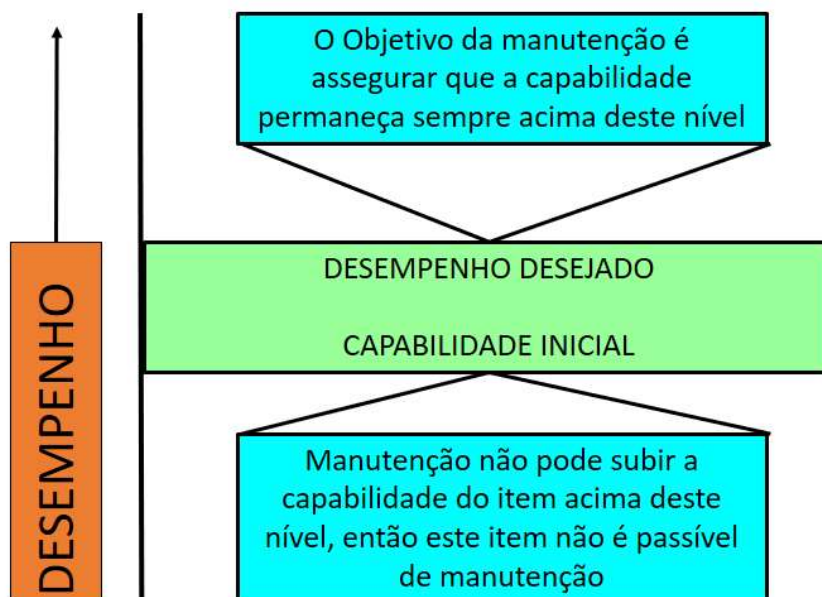 O Objetivo da manutenção é
assegurar que a capabilidade
permaneça sempre acima deste nível
DESEMPENHO
DESEMPENHO DESEJADO
CAPABILIDADE INICIAL
Manutenção não pode subir a
capabilidade do item acima deste
nível, então este item não é passível
de manutenção